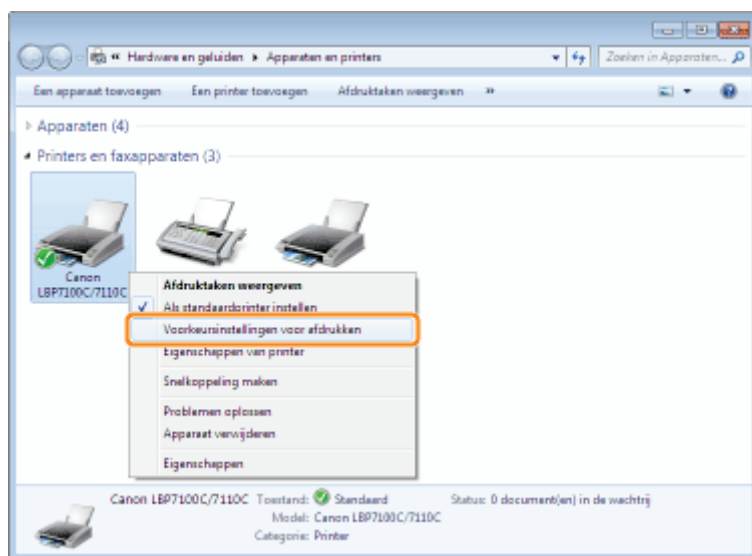 « Hardware en geluiden ▸ Apparaten en printers
Zoeken in Apparaten...
Een apparaat toevoegen Een printer toevoegen Afdruktaken weergeven »
Apparaten (4)
Printers en faxapparaten (3)
Canon
LBP7100C/7110C
Afdruktaken weergeven
Als standaardprinter instellen
Voorkeursinstellingen voor afdrukken
Eigenschappen van printer
Snelkoppeling maken
Problemen oplossen
Apparaat verwijderen
Eigenschappen
Canon LBP7100C/7110C Toestand: Standaard Status: 0 document(en) in de wachtrij
Model: Canon LBP7100C/7110C
Categorie: Printer